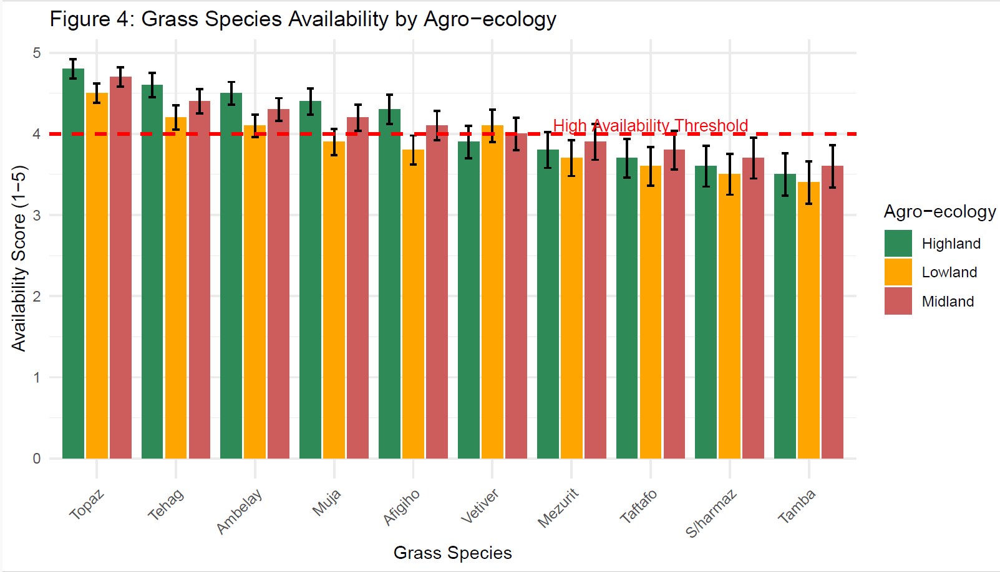 Figure 4: Grass Species Availability by Agro−ecology
5
4
3
2
1
0
Availability Score (1−5)
High Availability Threshold
Topaz
Tehag
Ambelay
Muja
Afigiho
Vetiver
Mezurit
Taftafo
S/harmaz
Tamba
Grass Species
Agro−ecology
Highland
Lowland
Midland